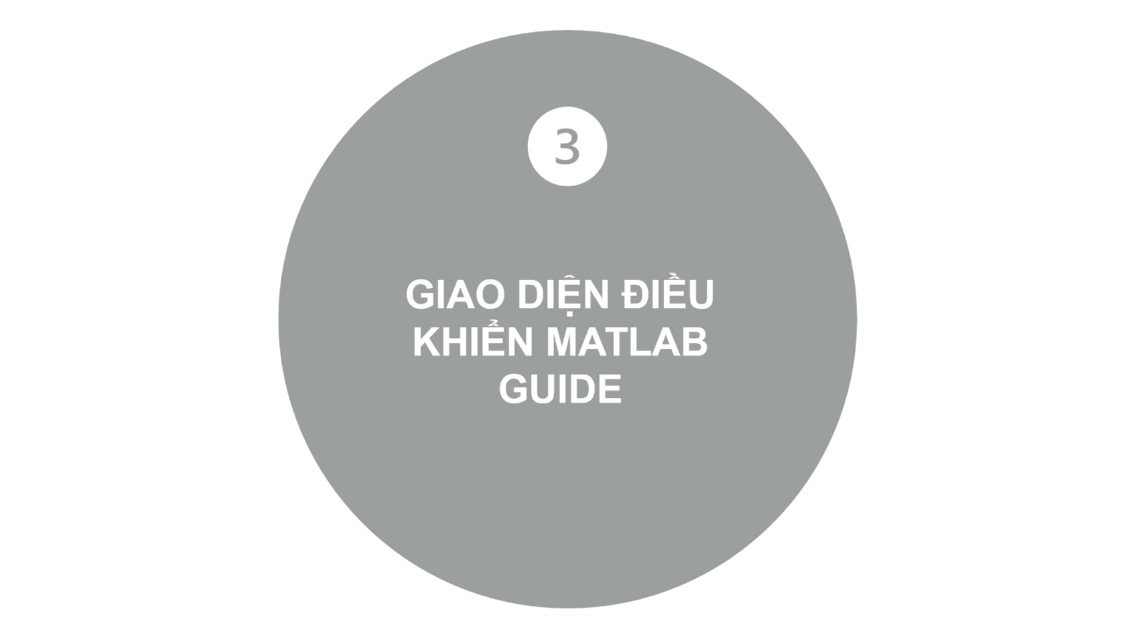 3
GIAO DIỆN ĐIỀU
KHIỂN MATLAB
GUIDE